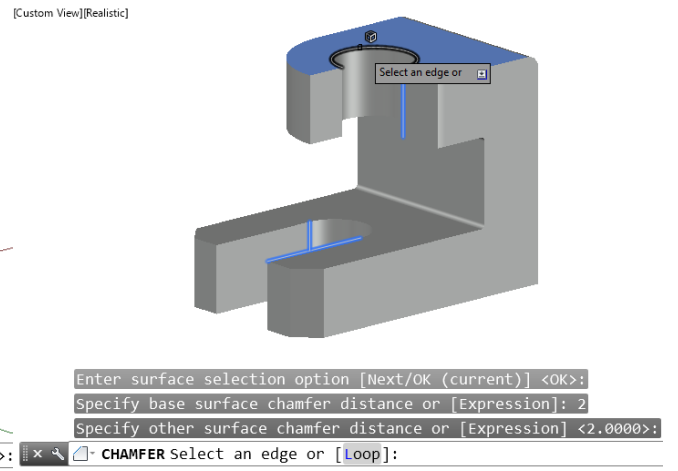 [Custom View][Realistic]
Select an edge or
Enter surface selection option [Next/OK (current)] <OK>:
Specify base surface chamfer distance or [Expression]: 2
Specify other surface chamfer distance or [Expression] <2.0000>:
>: CHAMFER Select an edge or [Loop]: